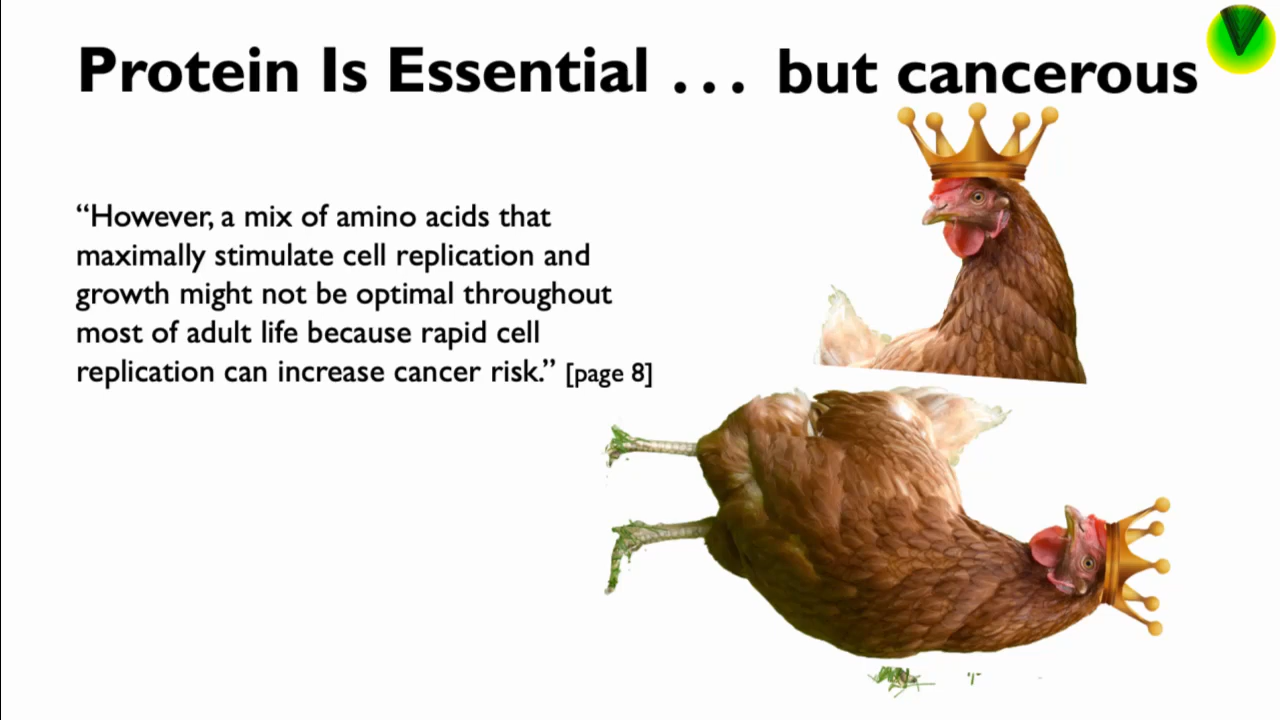 Protein Is Essential . . . but cancerous
“However, a mix of amino acids that
maximally stimulate cell replication and
growth might not be optimal throughout
most of adult life because rapid cell
replication can increase cancer risk.” [page 8]
V